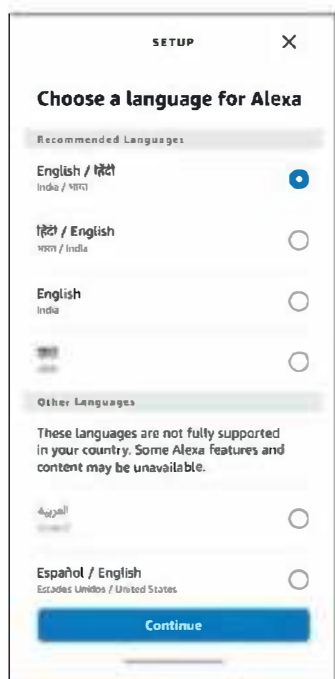 SETUP
Choose a language for Alexa
Recommended Languages
English / हिंदी
India / भारत
हिंदी / English
भारत / India
English
India
Other Languages
These languages are not fully supported
in your country. Some Alexa features and
content may be unavailable.
العربية
Español / English
Estados Unidos / United States
Continue